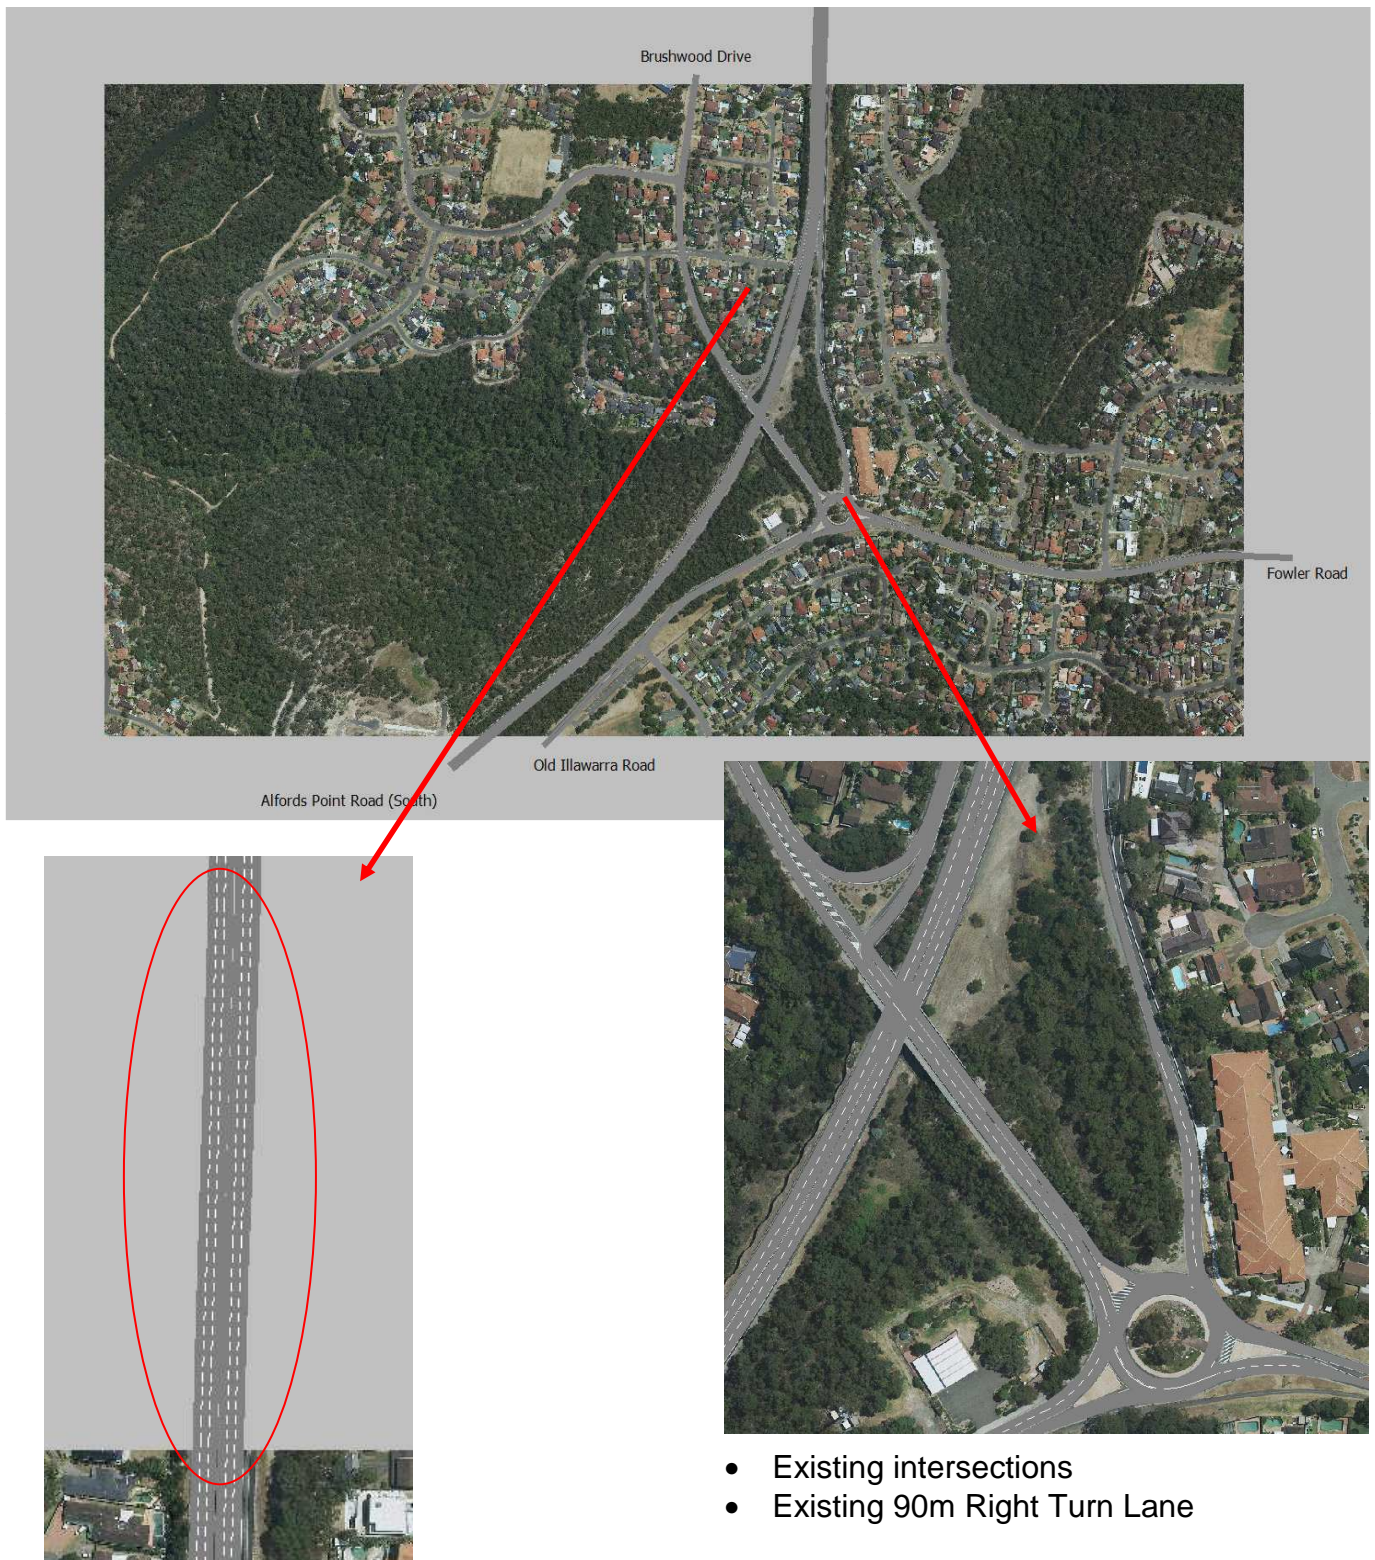 Brushwood Drive
Fowler Road
Old Illawarra Road
Alfords Point Road (South)
• Existing intersections
• Existing 90m Right Turn Lane